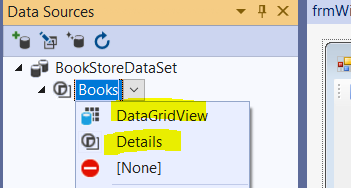 Data Sources
frmWi
BookStoreDataSet
Books
DataGridView
Details
[None]